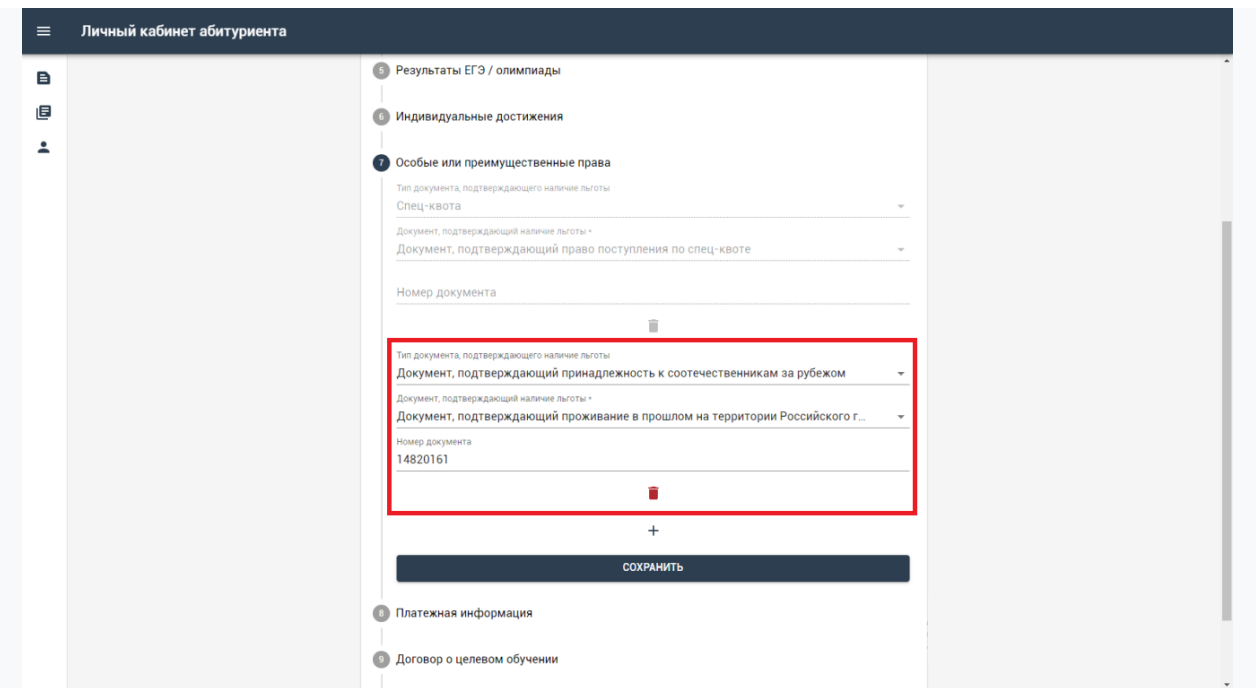 Личный кабинет абитуриента
5 Результаты ЕГЭ / олимпиады
6 Индивидуальные достижения
7 Особые или преимущественные права
Тип документа, подтверждающего наличие льготы
Спец-квота
Документ, подтверждающий наличие льготы *
Документ, подтверждающий право поступления по спец-квоте
Номер документа
Тип документа, подтверждающего наличие льготы
Документ, подтверждающий принадлежность к соотечественникам за рубежом
Документ, подтверждающий наличие льготы *
Документ, подтверждающий проживание в прошлом на территории Российского г...
Номер документа
14820161
+
СОХРАНИТЬ
8 Платежная информация
9 Договор о целевом обучении